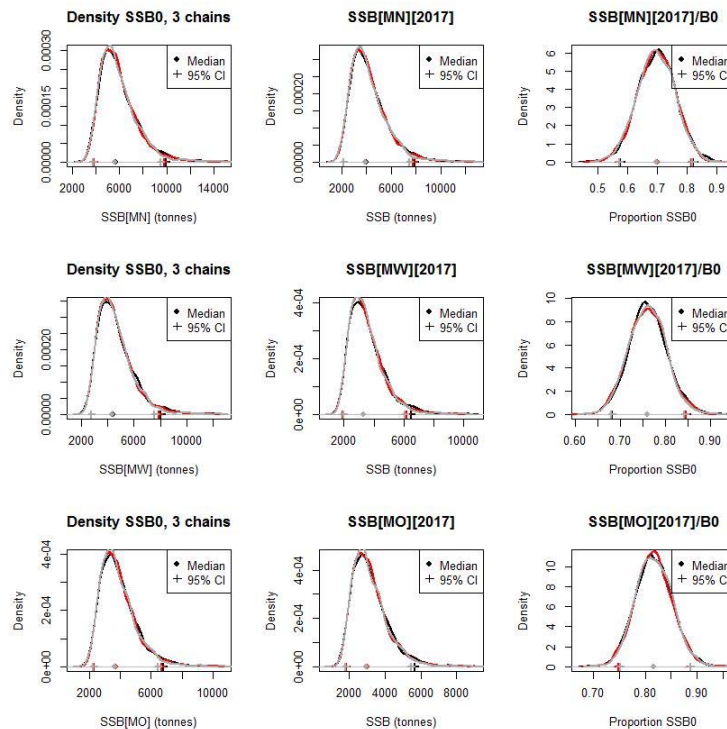 Density SSB0, 3 chains
Density
0.00000 0.00015 0.00030
Median
95% CI
2000 6000 10000 14000
SSB[MN] (tonnes)
SSB[MN][2017]
Density
0.00000 0.00020
Median
95% CI
2000 6000 10000
SSB (tonnes)
SSB[MN][2017]/B0
Density
0 1 2 3 4 5 6
Median
95% C
0.5 0.6 0.7 0.8 0.9
Proportion SSB0
Density SSB0, 3 chains
Density
0.00000 0.00020
Median
95% CI
2000 6000 10000
SSB[MW] (tonnes)
SSB[MW][2017]
Density
0e+00 2e-04 4e-04
Median
95% CI
2000 6000 10000
SSB (tonnes)
SSB[MW][2017]/B0
Density
0 2 4 6 8 10
Median
95% C
0.60 0.70 0.80 0.90
Proportion SSB0
Density SSB0, 3 chains
Density
0e+00 2e-04 4e-04
Median
95% CI
2000 6000 10000
SSB[MO] (tonnes)
SSB[MO][2017]
Density
0e+00 2e-04 4e-04
Median
95% CI
2000 4000 6000 8000
SSB (tonnes)
SSB[MO][2017]/B0
Density
0 2 4 6 8 10
Median
95% C
0.70 0.80 0.90
Proportion SSB0